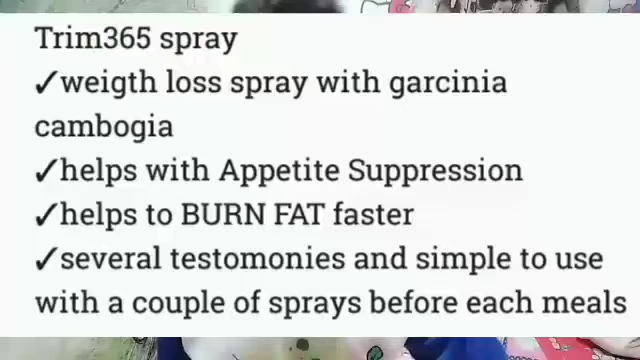 Trim365 spray
✓weigth loss spray with garcinia
cambogia
✓helps with Appetite Suppression
✓helps to BURN FAT faster
✓several testomonies and simple to use
with a couple of sprays before each meals